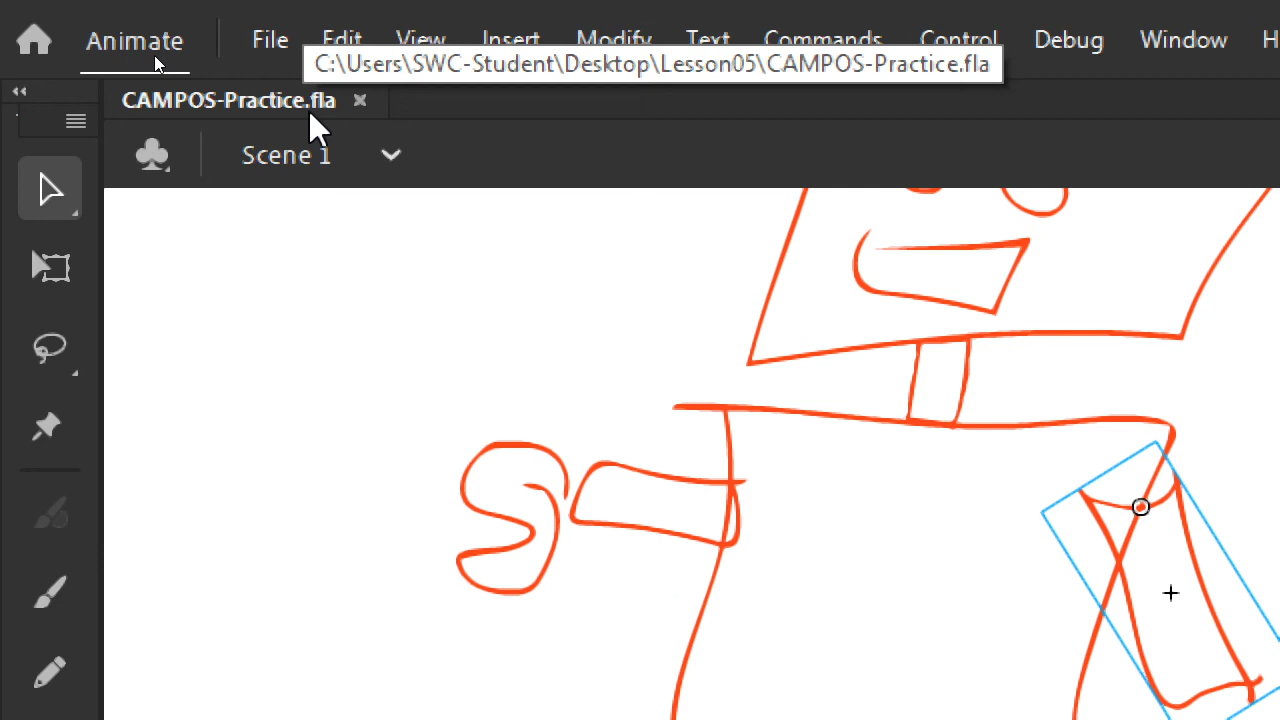 Animate File Edit View Insert Modify Text Commands Control Debug Window H
C:\Users\SWC-Student\Desktop\Lesson05\CAMPOS-Practice.fla
CAMPOS-Practice.fla
Scene 1